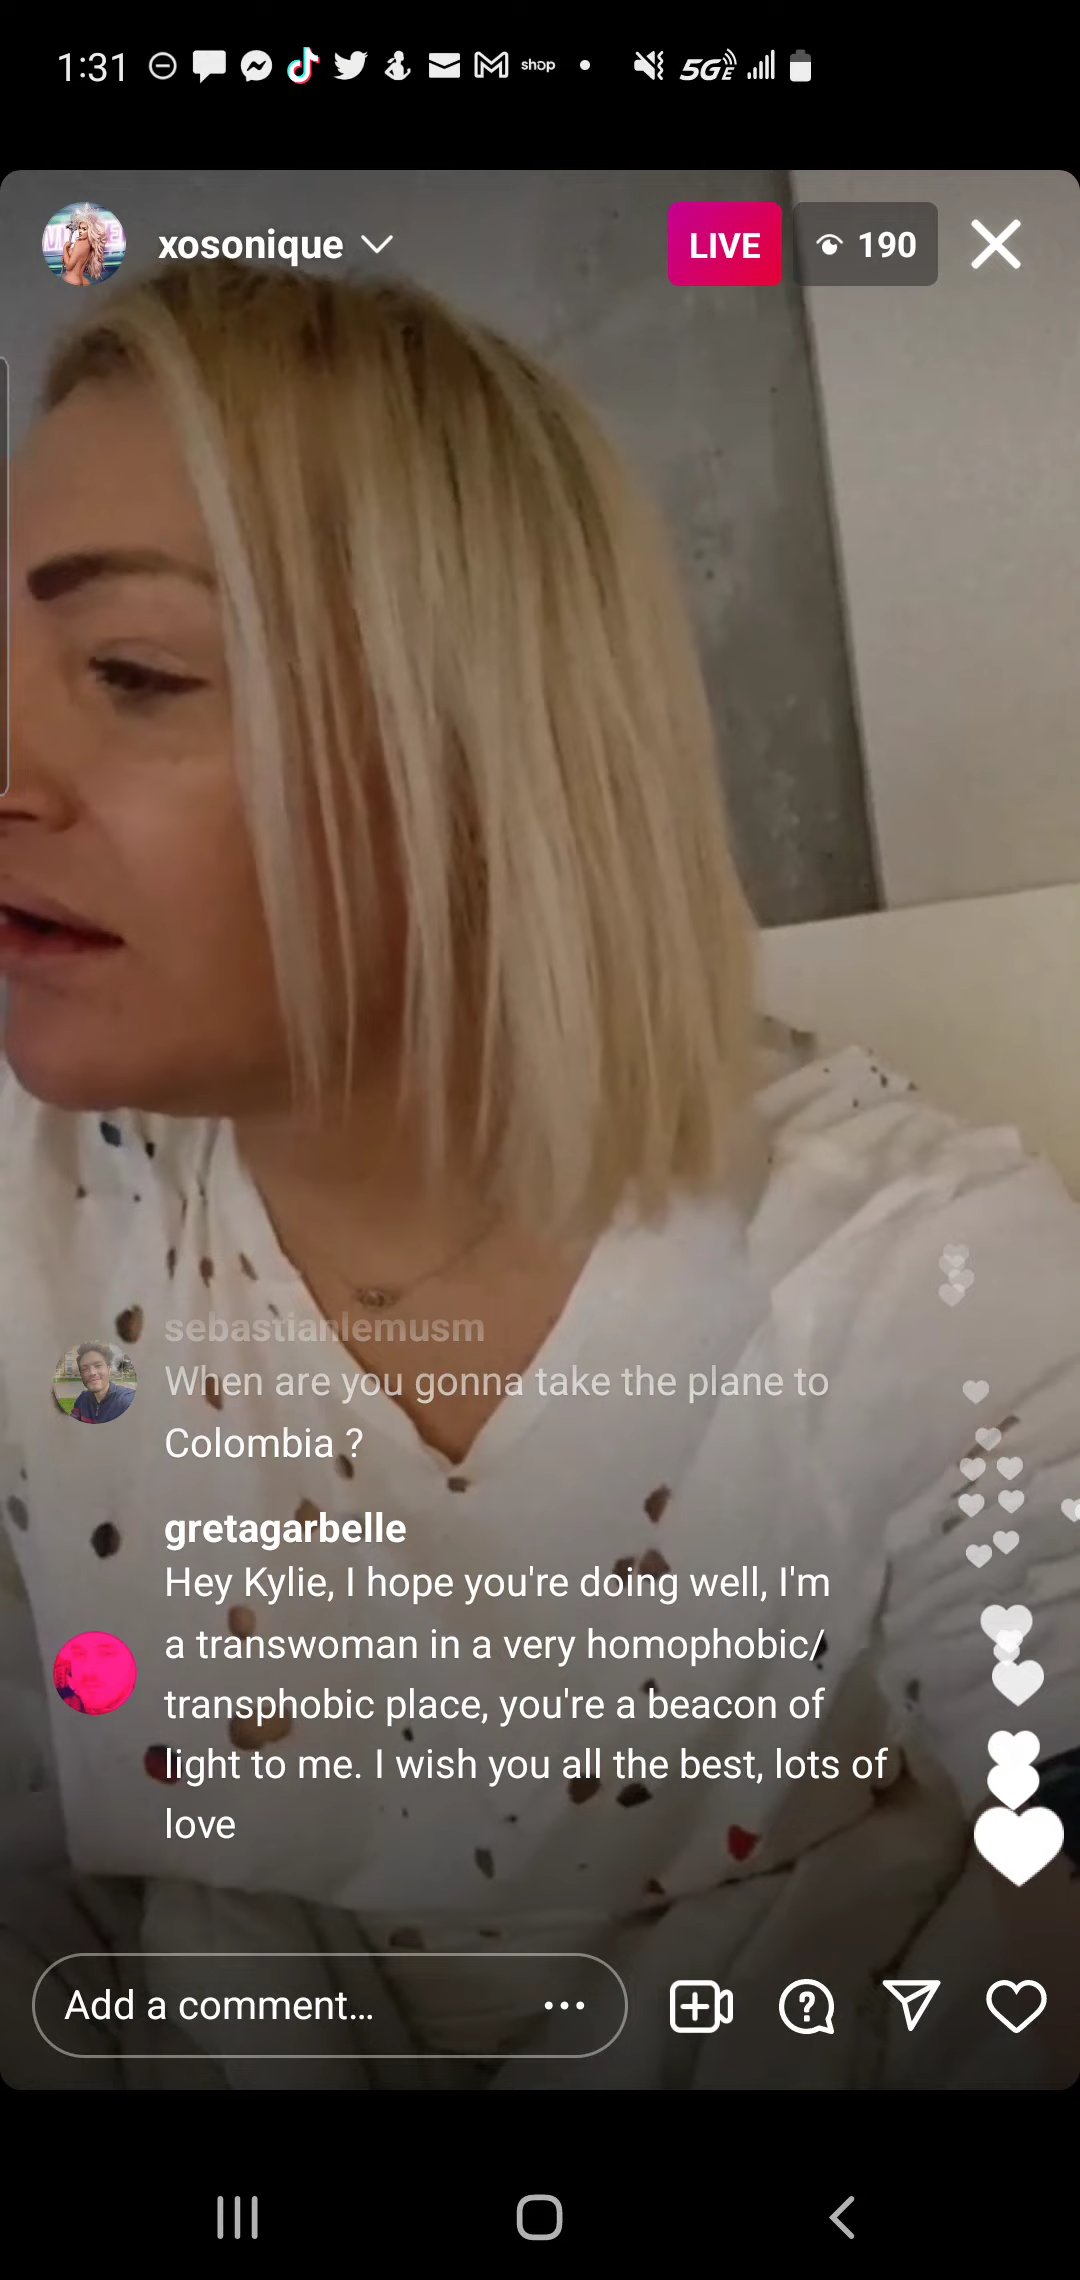 1:31 shop 5GE
xosonique LIVE 190
sebastianlemusm
When are you gonna take the plane to
Colombia ?
gretagarbelle
Hey Kylie, I hope you're doing well, I'm
a transwoman in a very homophobic/
transphobic place, you're a beacon of
light to me. I wish you all the best, lots of
love
Add a comment...